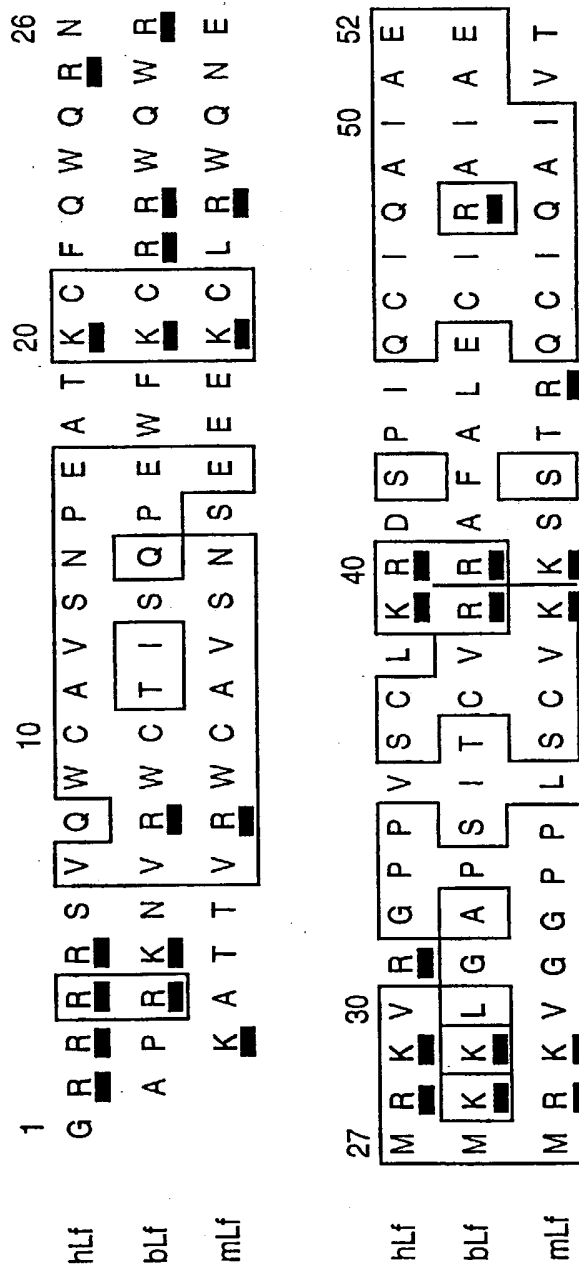 1 10 20 26
hLf G R R R R S V Q W C A V S N P E A T K C F Q W Q R N
bLf A P R K N V R W C T I S Q P E W F K C R R W Q W R
mLf K A T T V R W C A V S N S E E E K C L R W Q N E
27 30 40 50 52
hLf M R K V R G P P V S C L K R D S P I Q C I Q A I A E
bLf M K K L G A P S I T C V R R A F A L E C I R A I A E
mLf M R K V G G P P L S C V K K S S T R Q C I Q A I V T